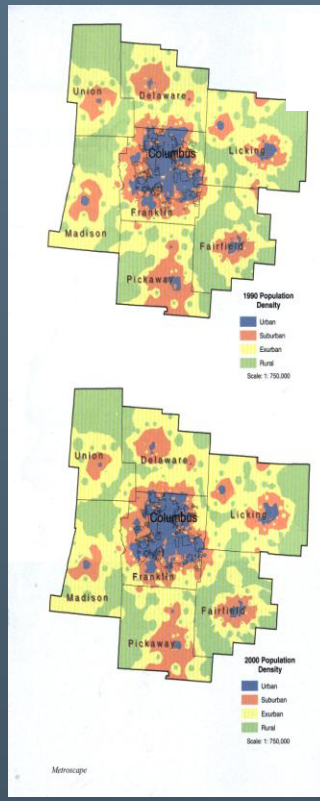 Union
Delaware
Columbus
Licking
Franklin
Madison
Fairfield
Pickaway
1990 Population
Density
Urban
Suburban
Exurban
Rural
Scale: 1: 750,000
Union
Delaware
Columbus
Licking
Franklin
Madison
Fairfield
Pickaway
2000 Population
Density
Urban
Suburban
Exurban
Rural
Scale: 1: 750,000
Metroscape